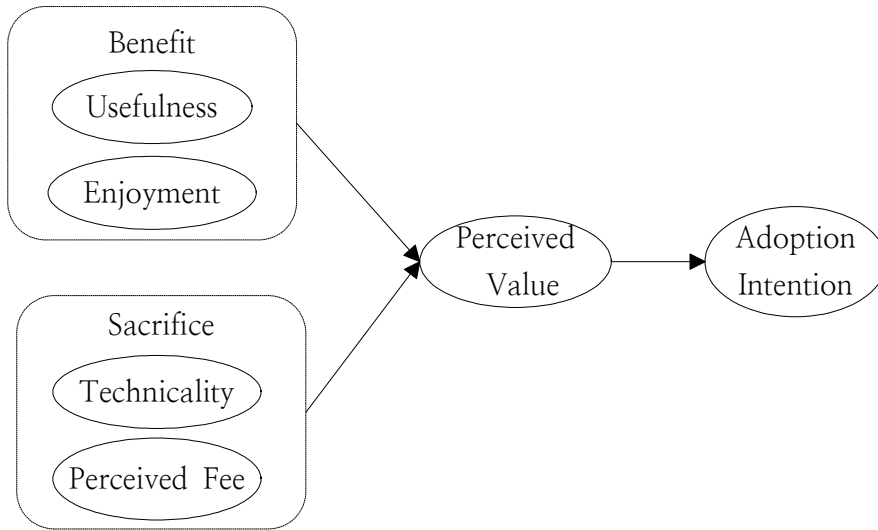 Benefit
Usefulness
Enjoyment
Perceived
Value
Adoption
Intention
Sacrifice
Technicality
Perceived Fee